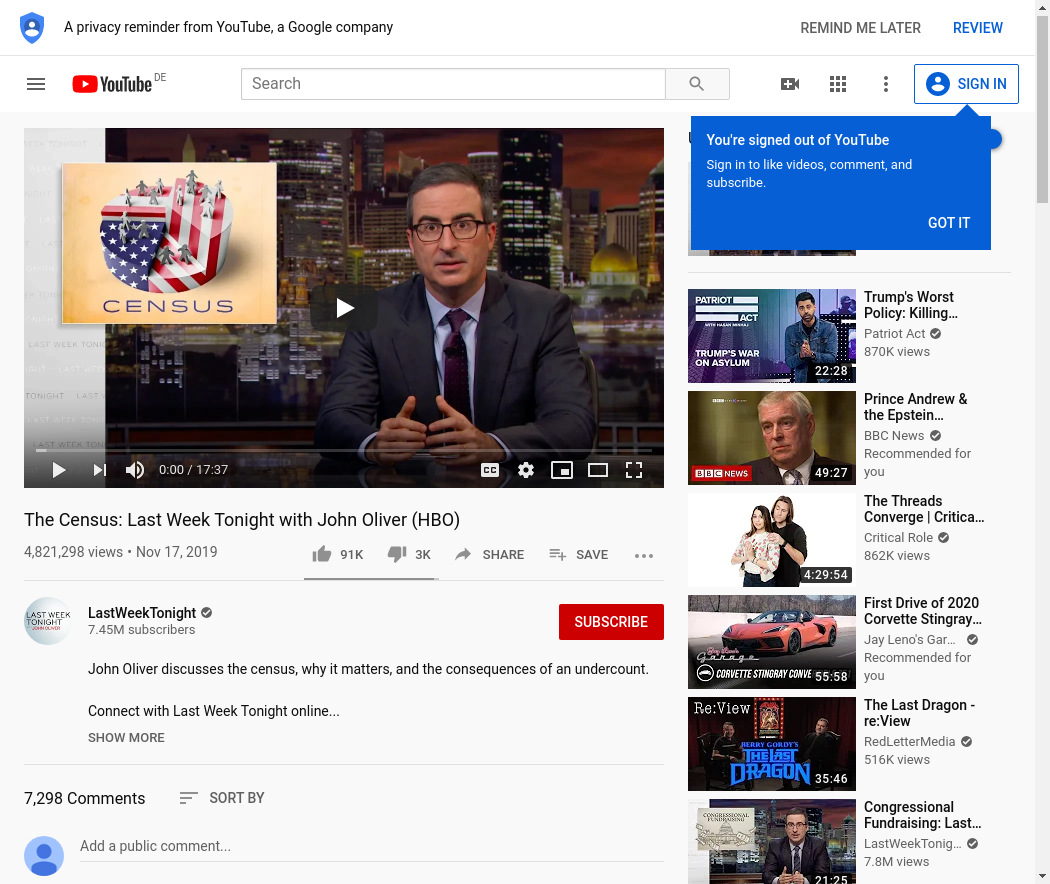 A privacy reminder from YouTube, a Google company
REMIND ME LATER
REVIEW
YouTube DE
Search
SIGN IN
You're signed out of YouTube
Sign in to like videos, comment, and
subscribe.
GOT IT
CENSUS
LAST WEEK TONIGHT
0:00 / 17:37
CC
The Census: Last Week Tonight with John Oliver (HBO)
4,821,298 views • Nov 17, 2019
91K
3K
SHARE
SAVE
LAST WEEK
TONIGHT
JOHN OLIVER
LastWeekTonight
7.45M subscribers
SUBSCRIBE
John Oliver discusses the census, why it matters, and the consequences of an undercount.
Connect with Last Week Tonight online...
SHOW MORE
7,298 Comments
SORT BY
Add a public comment...
PATRIOT
ACT
WITH HASAN MINHAJ
TRUMP'S WAR
ON ASYLUM
22:28
Trump's Worst
Policy: Killing…
Patriot Act
870K views
BBC NEWS
49:27
Prince Andrew &
the Epstein…
BBC News
Recommended for
you
4:29:54
The Threads
Converge | Critica…
Critical Role
862K views
Jay Leno's
Garage
CORVETTE STINGRAY CONVE
55:58
First Drive of 2020
Corvette Stingray…
Jay Leno's Gar…
Recommended for
you
Re:View
BERRY GORDY'S
THE LAST
DRAGON
35:46
The Last Dragon -
re:View
RedLetterMedia
516K views
CONGRESSIONAL
FUNDRAISING
21:25
Congressional
Fundraising: Last…
LastWeekTonig…
7.8M views